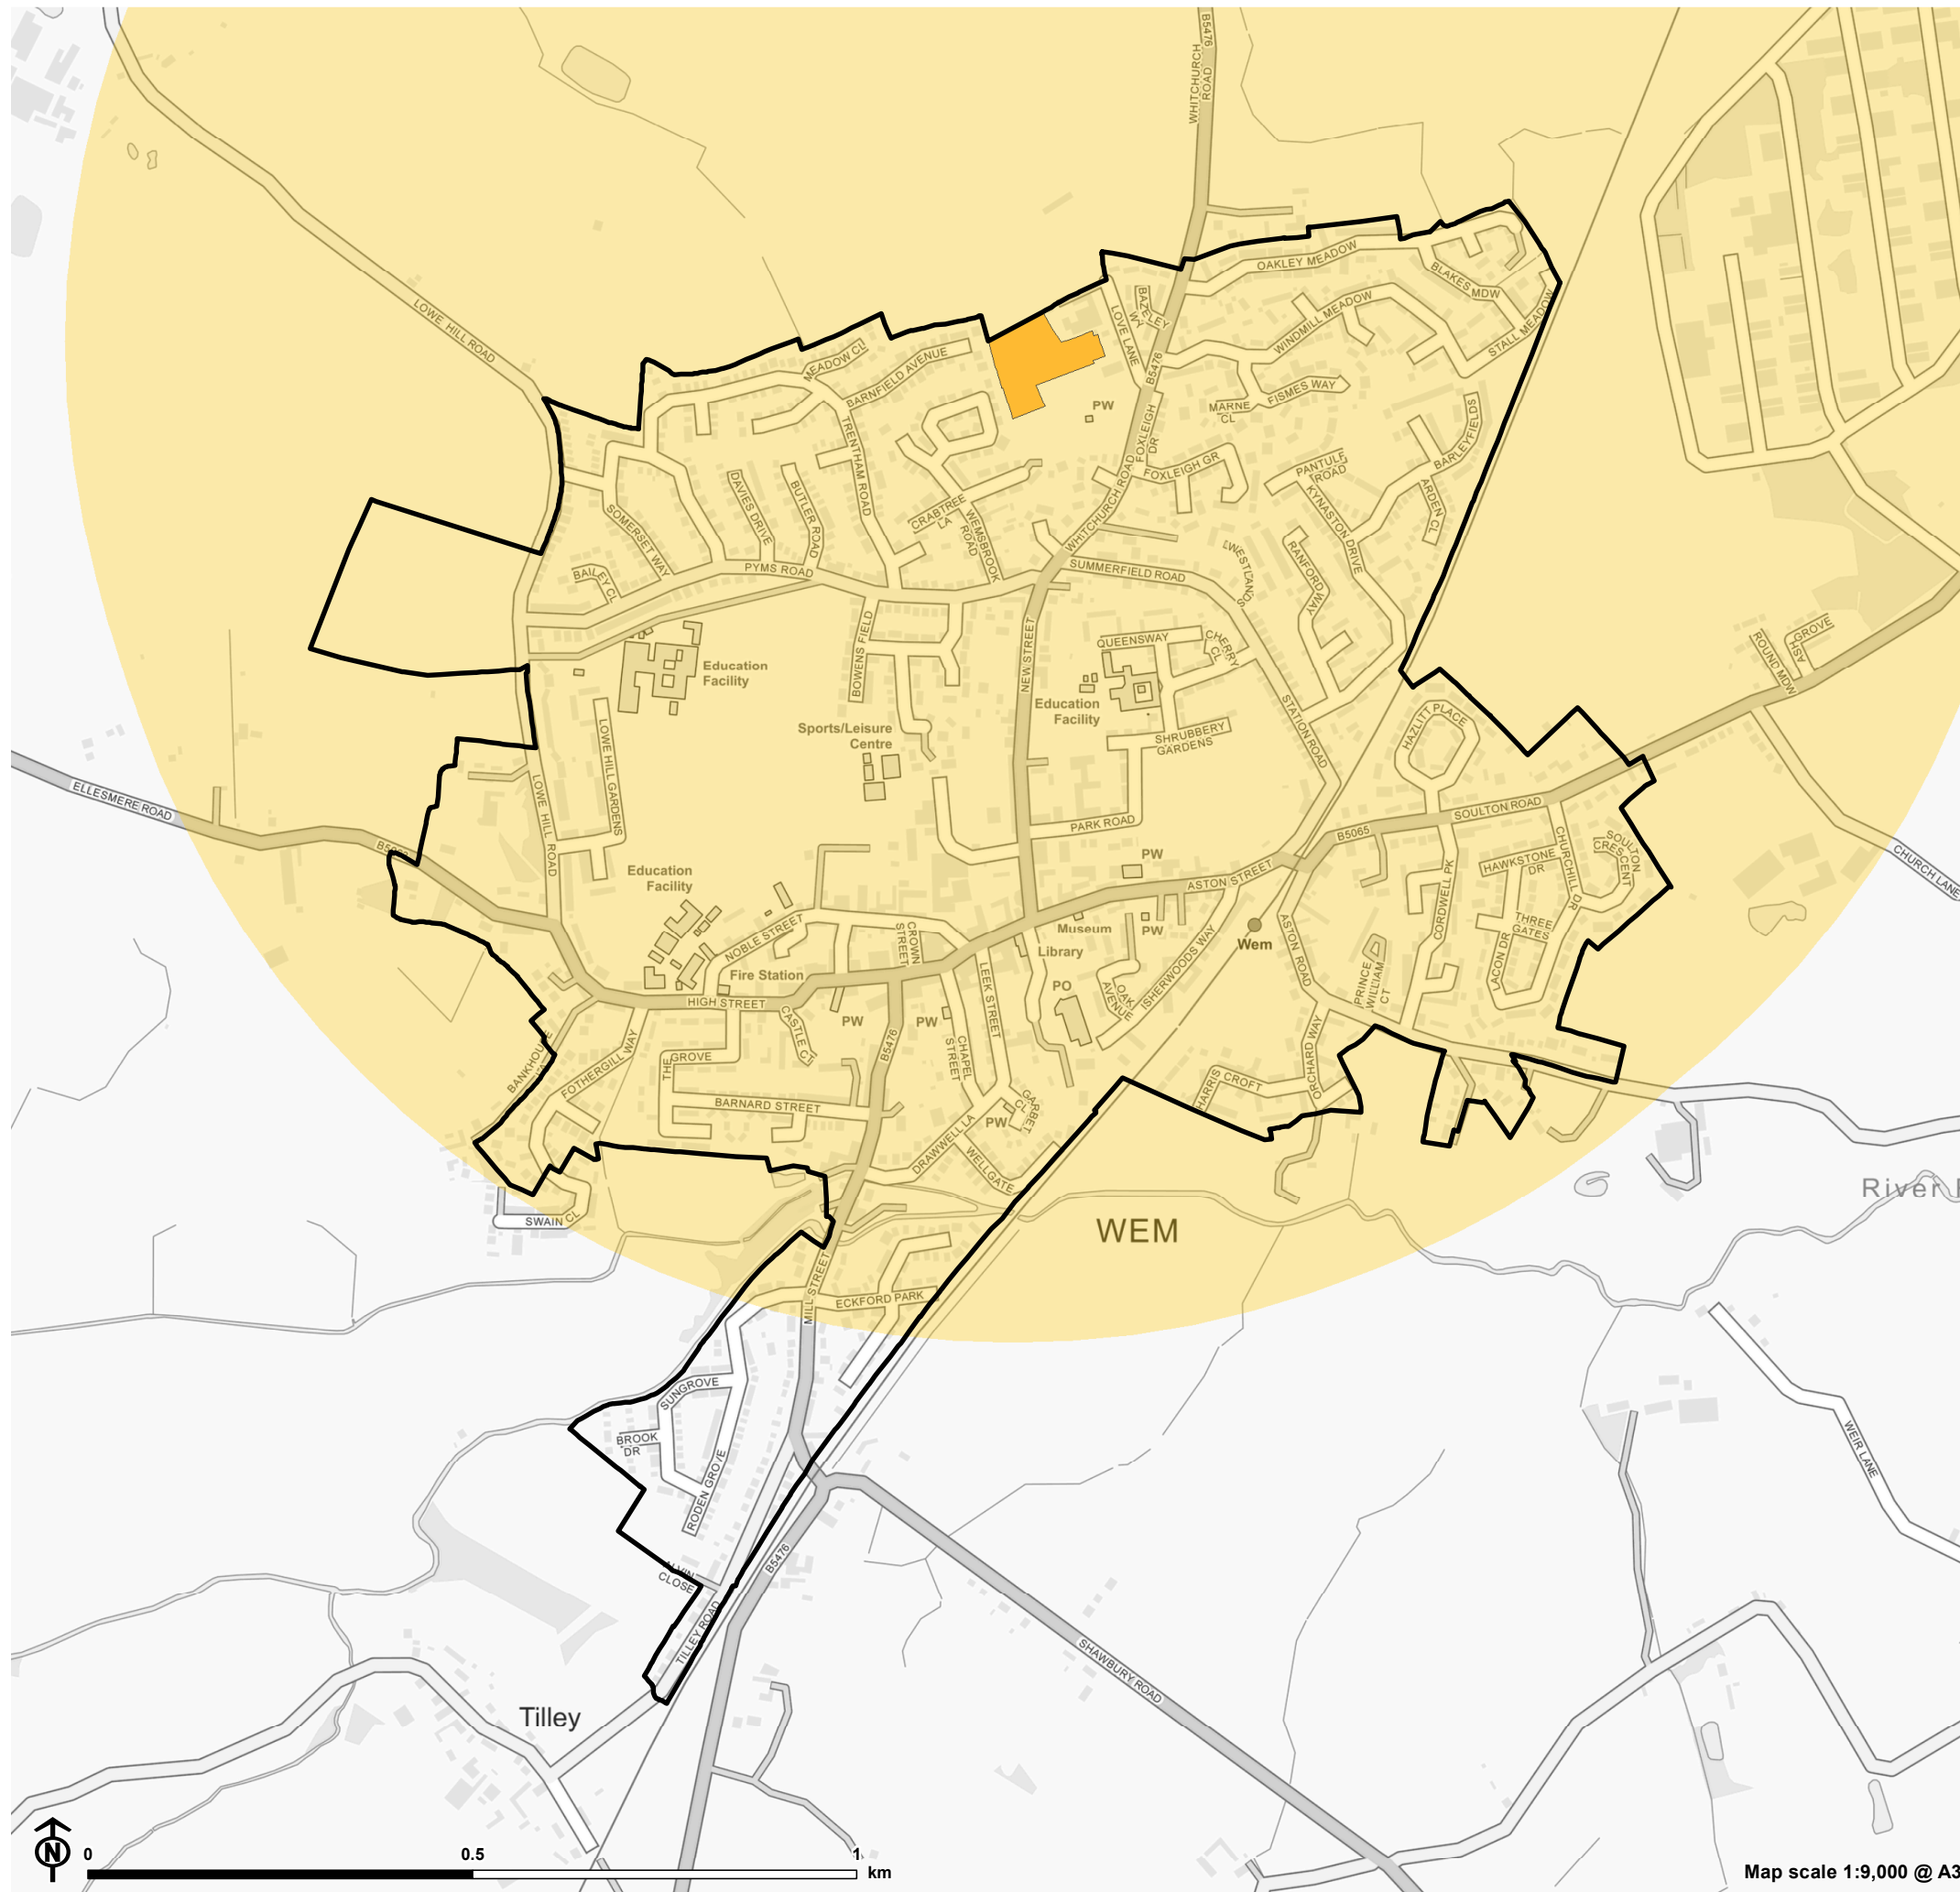 B5476
WHITCHURCH
ROAD
LOWE HILL ROAD
OAKLEY MEADOW
BLAKES MDW
STALL MEADOW
BAZELEY
WY
LOVE LANE
WINDMILL MEADOW
B5476
MEADOW CL
BARNFIELD AVENUE
PW
MARNE
CL
FISMES WAY
FOXLEIGH
DR
TRENTHAM ROAD
FOXLEIGH GR
PANTULF
ROAD
BARLEYFIELDS
ARDEN CL
KYNASTON DRIVE
DAVIES DRIVE
BUTLER ROAD
CRABTREE
LA
WEMSBROOK
ROAD
WHITCHURCH ROAD
SOMERSET WAY
BAILEY CL
PYMS ROAD
SUMMERFIELD ROAD
WESTLANDS
RANFORD WAY
BOWENS FIELD
QUEENSWAY
CHERRY
CL
NEW STREET
ROUND MDW
ASH
GROVE
Education
Facility
Education
Facility
Sports/Leisure
Centre
SHRUBBERY
GARDENS
STATION ROAD
HAZLITT PLACE
LOWE HILL GARDENS
LOWE HILL ROAD
ELLESMERE ROAD
PARK ROAD
SOULTON ROAD
B5065
CHURCH LANE
SOULTON
CRESCENT
CHURCHILL DR
HAWKSTONE
DR
CORDWELL PK
Education
Facility
PW
ASTON STREET
THREE
GATES
LACON DR
NOBLE STREET
CROWN
STREET
Museum
PW
Library
Wem
ASTON ROAD
PRINCE
WILLIAM
CT
Fire Station
HIGH STREET
LEEK STREET
PO
OAK
AVENUE
ISHERWOODS WAY
PW
PW
CASTLE CT
B5476
CHAPEL
STREET
ORCHARD WAY
HARRIS CROFT
BANKHOUSE
FOTHERGILL WAY
THE
GROVE
BARNARD STREET
GARBET
CL
PW
DRAWWELL LA
WELLGATE
SWAIN CL
WEM
River
MILL STREET
ECKFORD PARK
SUNGROVE
BROOK
DR
RODEN GROVE
WEIR LANE
CLOSE
B5476
TILLEY ROAD
SHAWBURY ROAD
Tilley
N
0
0.5
1
km
Map scale 1:9,000 @ A3